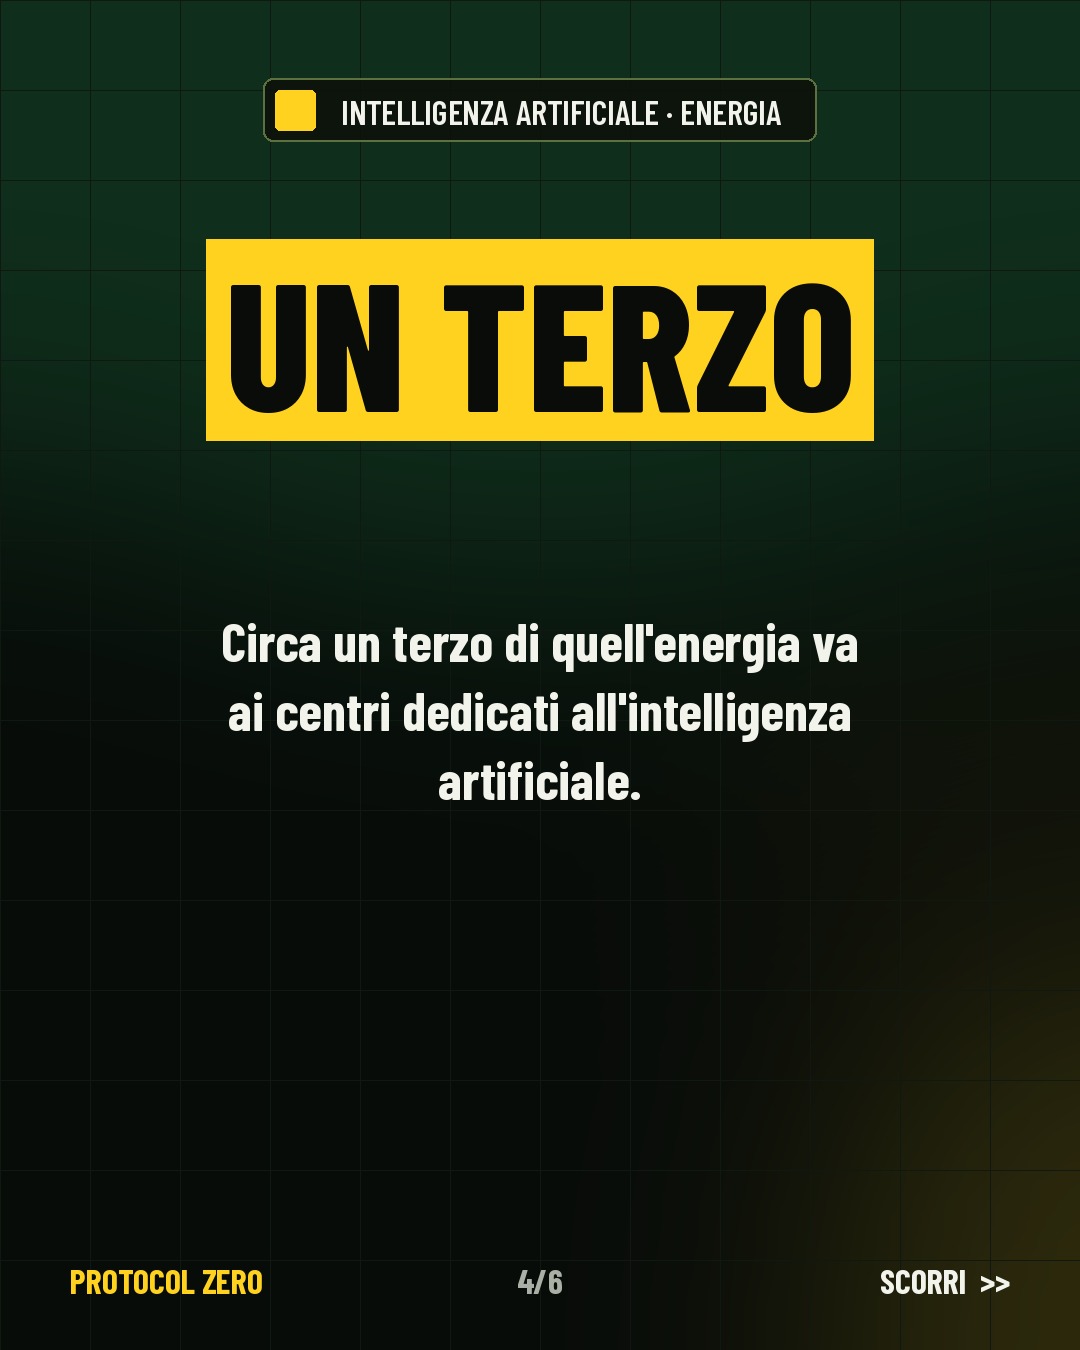 INTELLIGENZA ARTIFICIALE · ENERGIA
UN TERZO
Circa un terzo di quell'energia va
ai centri dedicati all'intelligenza
artificiale.
PROTOCOL ZERO
4/6
SCORRI >>